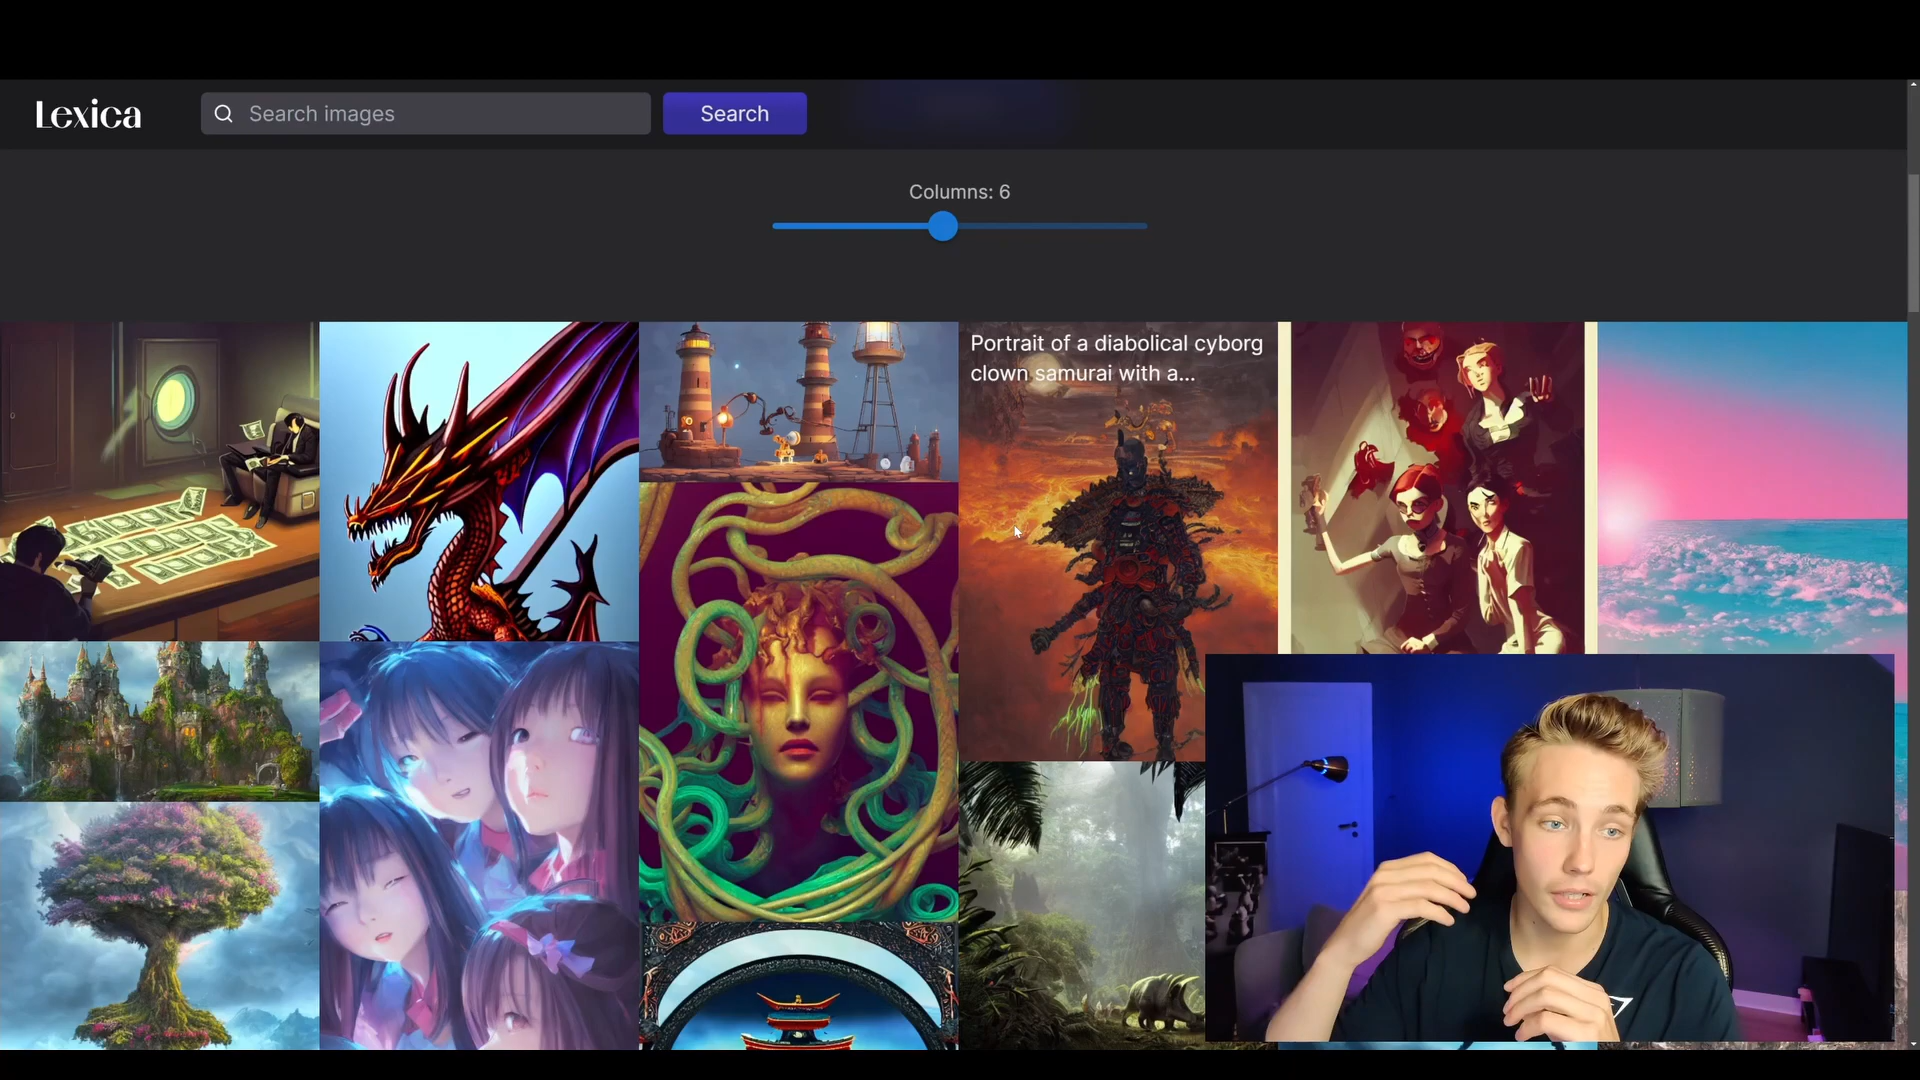 Lexica
Search images
Search
Columns: 6
Portrait of a diabolical cyborg
clown samurai with a...